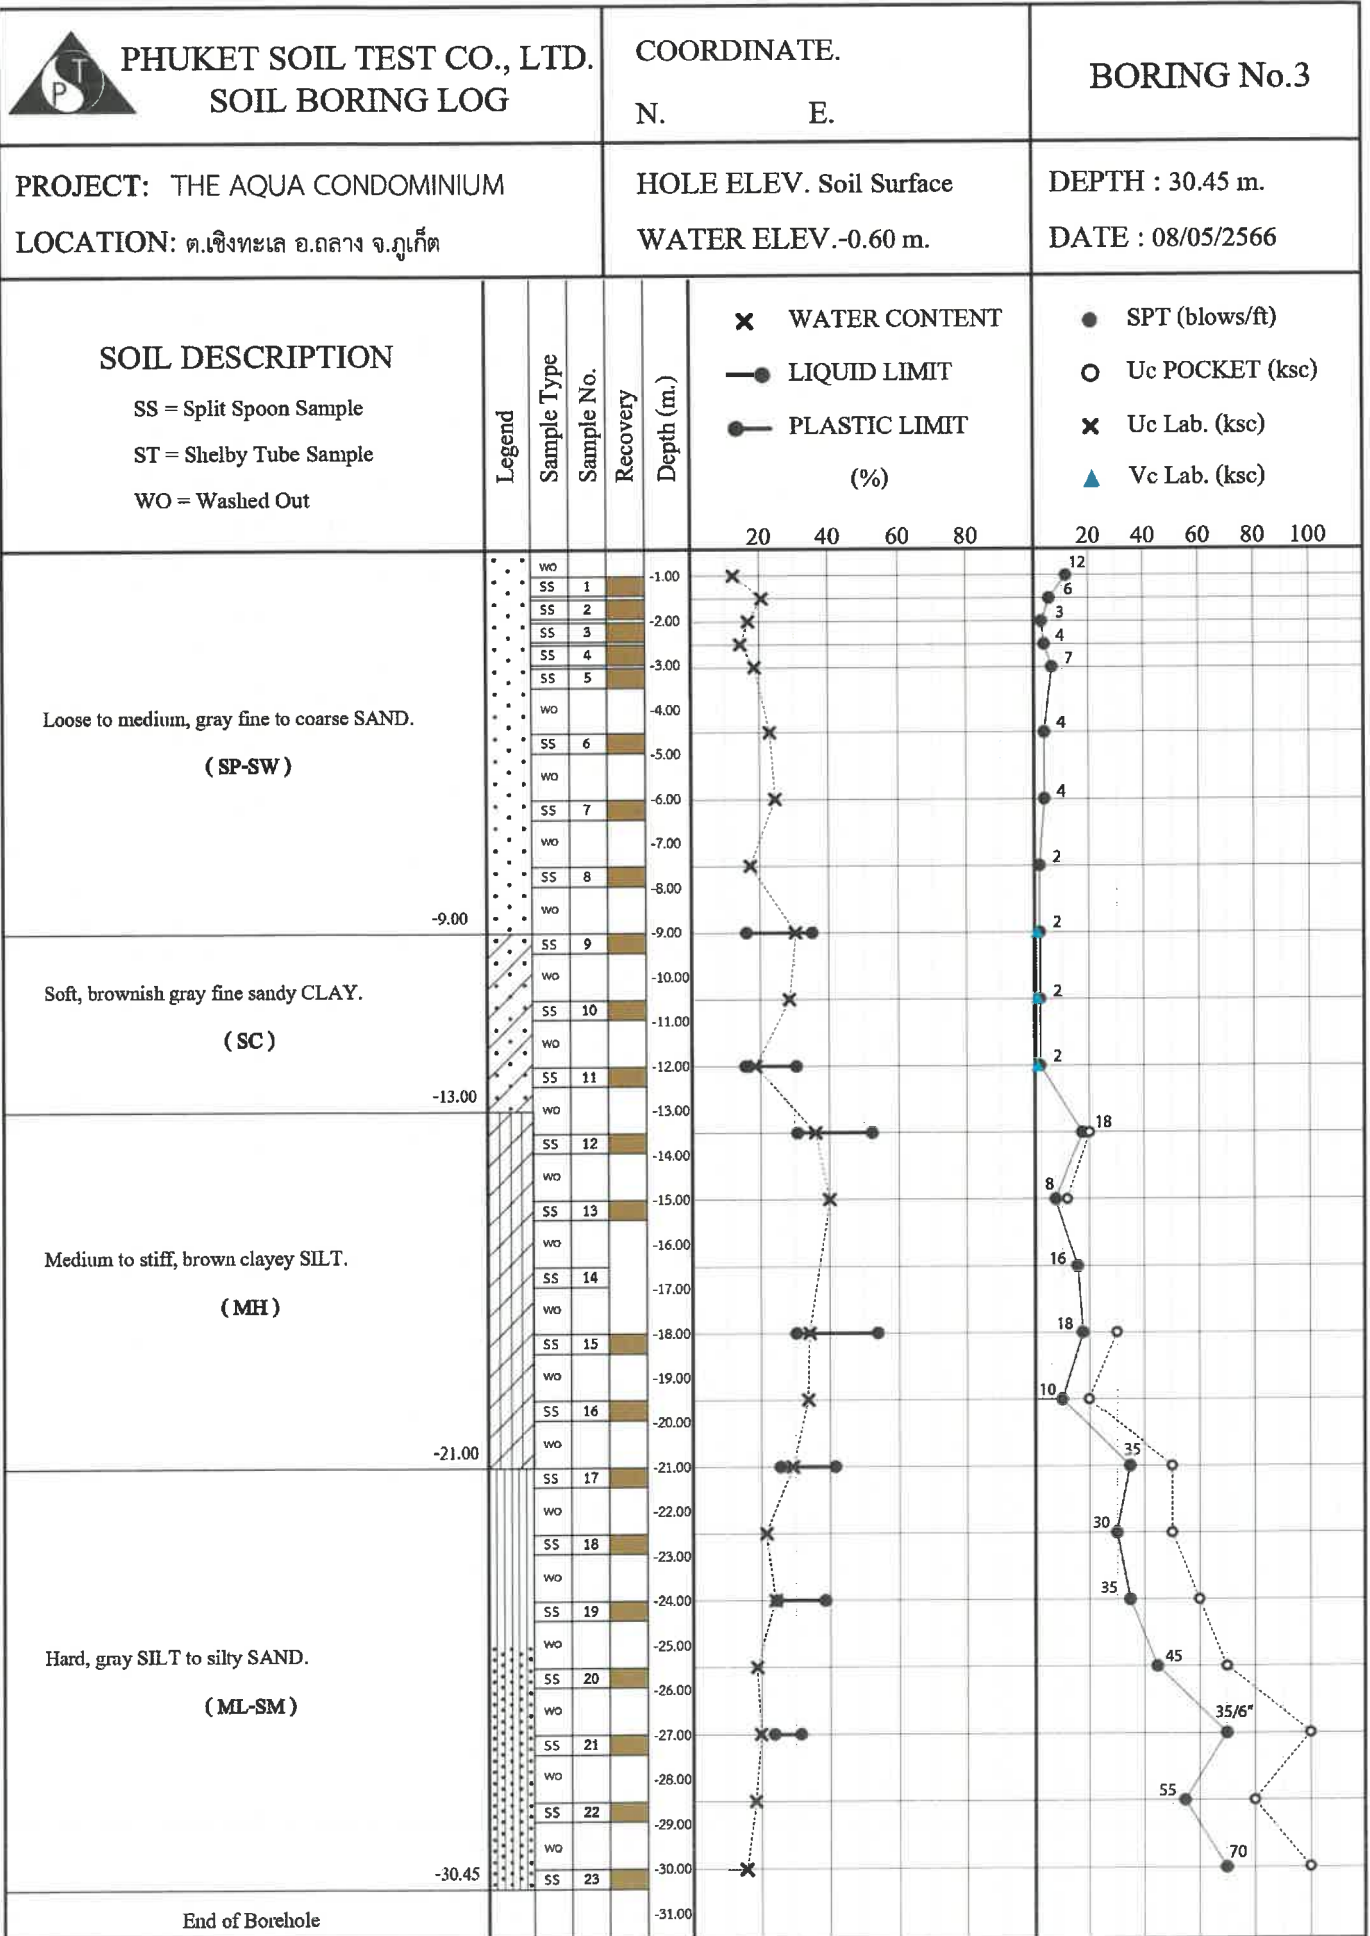 PHUKET SOIL TEST CO., LTD.
SOIL BORING LOG
P S T
COORDINATE.
N. E.
BORING No.3
PROJECT: THE AQUA CONDOMINIUM
LOCATION: ต.เชิงทะเล อ.ถลาง จ.ภูเก็ต
HOLE ELEV. Soil Surface
WATER ELEV.-0.60 m.
DEPTH : 30.45 m.
DATE : 08/05/2566
SOIL DESCRIPTION
SS = Split Spoon Sample
ST = Shelby Tube Sample
WO = Washed Out
Legend
Sample Type
Sample No.
Recovery
Depth (m.)
WATER CONTENT
LIQUID LIMIT
PLASTIC LIMIT
(%)
20 40 60 80
SPT (blows/ft)
Uc POCKET (ksc)
Uc Lab. (ksc)
Vc Lab. (ksc)
20 40 60 80 100
Loose to medium, gray fine to coarse SAND.
( SP-SW )
-9.00
Soft, brownish gray fine sandy CLAY.
( SC )
-13.00
Medium to stiff, brown clayey SILT.
( MH )
-21.00
Hard, gray SILT to silty SAND.
( ML-SM )
-30.45
End of Borehole
WO
SS 1
SS 2
SS 3
SS 4
SS 5
WO
SS 6
WO
SS 7
WO
SS 8
WO
SS 9
WO
SS 10
WO
SS 11
WO
SS 12
WO
SS 13
WO
SS 14
WO
SS 15
WO
SS 16
WO
SS 17
WO
SS 18
WO
SS 19
WO
SS 20
WO
SS 21
WO
SS 22
WO
SS 23
-1.00
-2.00
-3.00
-4.00
-5.00
-6.00
-7.00
-8.00
-9.00
-10.00
-11.00
-12.00
-13.00
-14.00
-15.00
-16.00
-17.00
-18.00
-19.00
-20.00
-21.00
-22.00
-23.00
-24.00
-25.00
-26.00
-27.00
-28.00
-29.00
-30.00
-31.00
12
6
3
4
7
4
4
2
2
2
2
18
8
16
18
10
35
30
35
45
35/6"
55
70